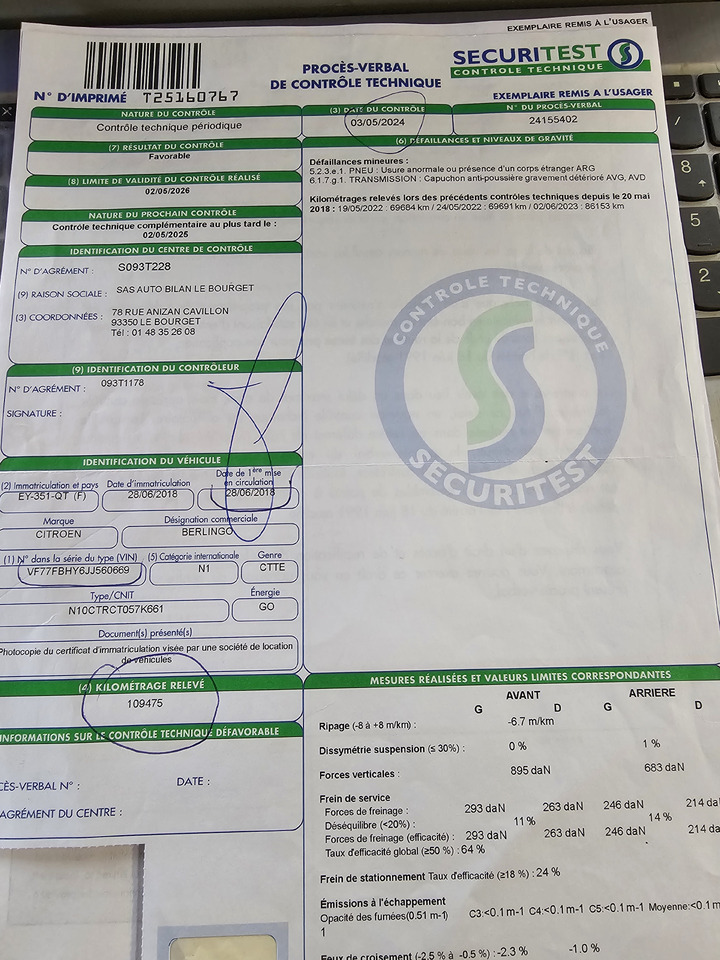 EXEMPLAIRE REMIS À L'USAGER
N° D'IMPRIMÉ T25160767
PROCÈS-VERBAL
DE CONTRÔLE TECHNIQUE
SECURITEST
CONTROLE TECHNIQUE
EXEMPLAIRE REMIS A L'USAGER
NATURE DU CONTRÔLE
Contrôle technique périodique
(3) DATE DU CONTRÔLE
03/05/2024
N° DU PROCÈS-VERBAL
24155402
(7) RÉSULTAT DU CONTRÔLE
Favorable
(8) LIMITE DE VALIDITÉ DU CONTRÔLE RÉALISÉ
02/05/2026
NATURE DU PROCHAIN CONTRÔLE
Contrôle technique complémentaire au plus tard le :
02/05/2025
IDENTIFICATION DU CENTRE DE CONTRÔLE
N° D'AGRÉMENT : S093T228
(9) RAISON SOCIALE : SAS AUTO BILAN LE BOURGET
(3) COORDONNÉES : 78 RUE ANIZAN CAVILLON
93350 LE BOURGET
Tél : 01 48 35 26 08
(9) IDENTIFICATION DU CONTRÔLEUR
N° D'AGRÉMENT : 093T1178
SIGNATURE :
IDENTIFICATION DU VÉHICULE
(2) Immatriculation et pays Date d'immatriculation Date de 1ère mise
en circulation
EY-351-QT (F) 28/06/2018 28/06/2018
Marque Désignation commerciale
CITROEN BERLINGO
(1) N° dans la série du type (VIN) (5) Catégorie internationale Genre
VF77FBHY6JJ560669 N1 CTTE
Type/CNIT Énergie
N10CTRCT057K661 GO
Document(s) présenté(s)
Photocopie du certificat d'immatriculation visée par une société de location
de véhicules
(4) KILOMÉTRAGE RELEVÉ
109475
INFORMATIONS SUR LE CONTRÔLE TECHNIQUE DÉFAVORABLE
CÈS-VERBAL N° : DATE :
AGRÉMENT DU CENTRE :
(6) DÉFAILLANCES ET NIVEAUX DE GRAVITÉ
Défaillances mineures :
5.2.3.e.1. PNEU : Usure anormale ou présence d'un corps étranger ARG
6.1.7.g.1. TRANSMISSION : Capuchon anti-poussière gravement détérioré AVG, AVD
Kilométrages relevés lors des précédents contrôles techniques depuis le 20 mai
2018 : 19/05/2022 : 69684 km / 24/05/2022 : 69691 km / 02/06/2023 : 86153 km
CONTROLE TECHNIQUE
SECURITEST
MESURES RÉALISÉES ET VALEURS LIMITES CORRESPONDANTES
AVANT ARRIERE
G D G D
Ripage (-8 à +8 m/km) : -6.7 m/km
Dissymétrie suspension (≤ 30%) : 0 % 1 %
Forces verticales : 895 daN 683 daN
Frein de service
Forces de freinage : 293 daN 263 daN 246 daN 214 daN
Déséquilibre (<20%) : 11 % 14 %
Forces de freinage (efficacité) : 293 daN 263 daN 246 daN 214 da
Taux d'efficacité global (≥50 %) : 64 %
Frein de stationnement Taux d'efficacité (≥18 %) : 24 %
Émissions à l'échappement
Opacité des fumées(0.51 m-1) C3:<0.1 m-1 C4:<0.1 m-1 C5:<0.1 m-1 Moyenne:<0.1 m
1
Feux de croisement (-2.5 % à -0.5 %) : -2.3% -1.0 %
/
8
5
2